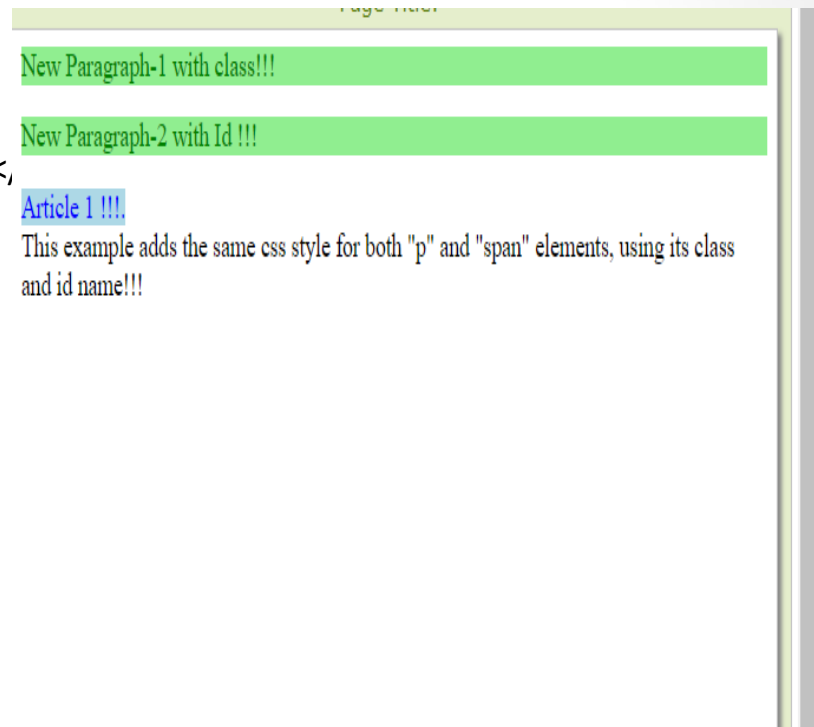 New Paragraph-1 with class!!!
New Paragraph-2 with Id !!!
</
Article 1 !!!.
This example adds the same css style for both "p" and "span" elements, using its class
and id name!!!